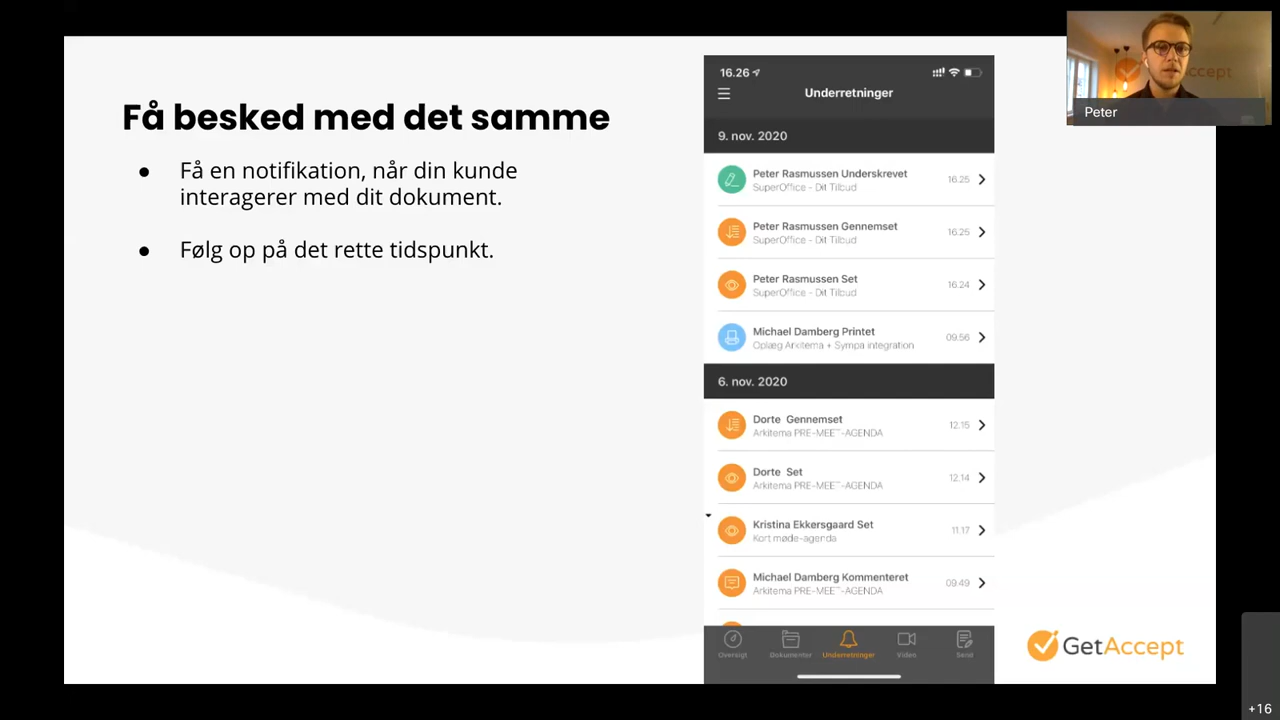 Få besked med det samme
● Få en notifikation, når din kunde
interagerer med dit dokument.
● Følg op på det rette tidspunkt.
16.26
Underretninger
9. nov. 2020
Peter Rasmussen Underskrevet
SuperOffice - Dit Tilbud
16.25
Peter Rasmussen Gennemset
SuperOffice - Dit Tilbud
16.25
Peter Rasmussen Set
SuperOffice - Dit Tilbud
16.24
Michael Damberg Printet
Oplæg Arkitema + Sympa integration
09.56
6. nov. 2020
Dorte Gennemset
Arkitema PRE-MEET-AGENDA
12.15
Dorte Set
Arkitema PRE-MEET-AGENDA
12.14
Kristina Ekkersgaard Set
Kort møde-agenda
11.17
Michael Damberg Kommenteret
Arkitema PRE-MEET-AGENDA
09.49
Oversigt
Dokumenter
Underretninger
Video
Send
GetAccept
Peter
+16